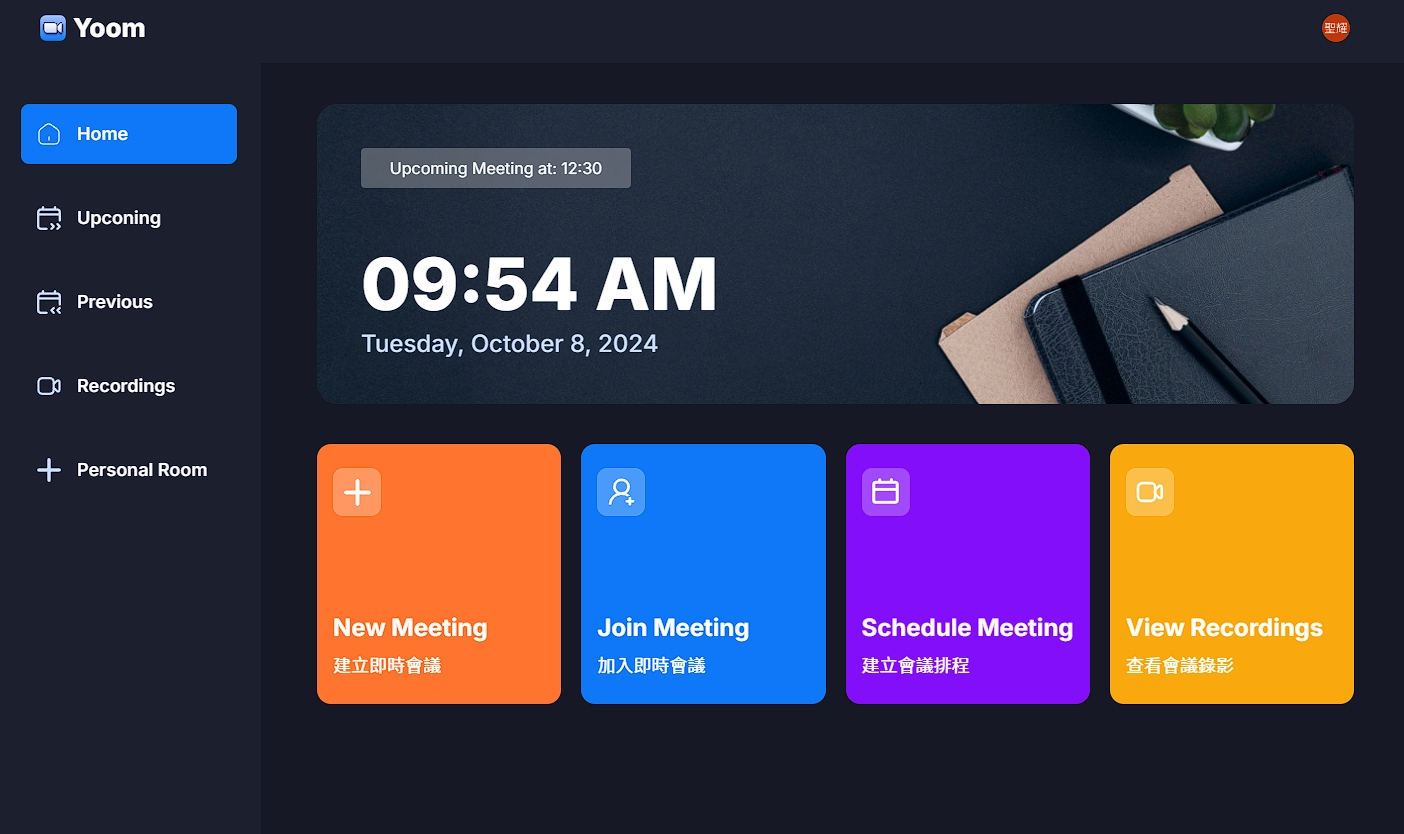 Yoom
聖耀
Home
Upconing
Previous
Recordings
Personal Room
Upcoming Meeting at: 12:30
09:54 AM
Tuesday, October 8, 2024
New Meeting
建立即時會議
Join Meeting
加入即時會議
Schedule Meeting
建立會議排程
View Recordings
查看會議錄影